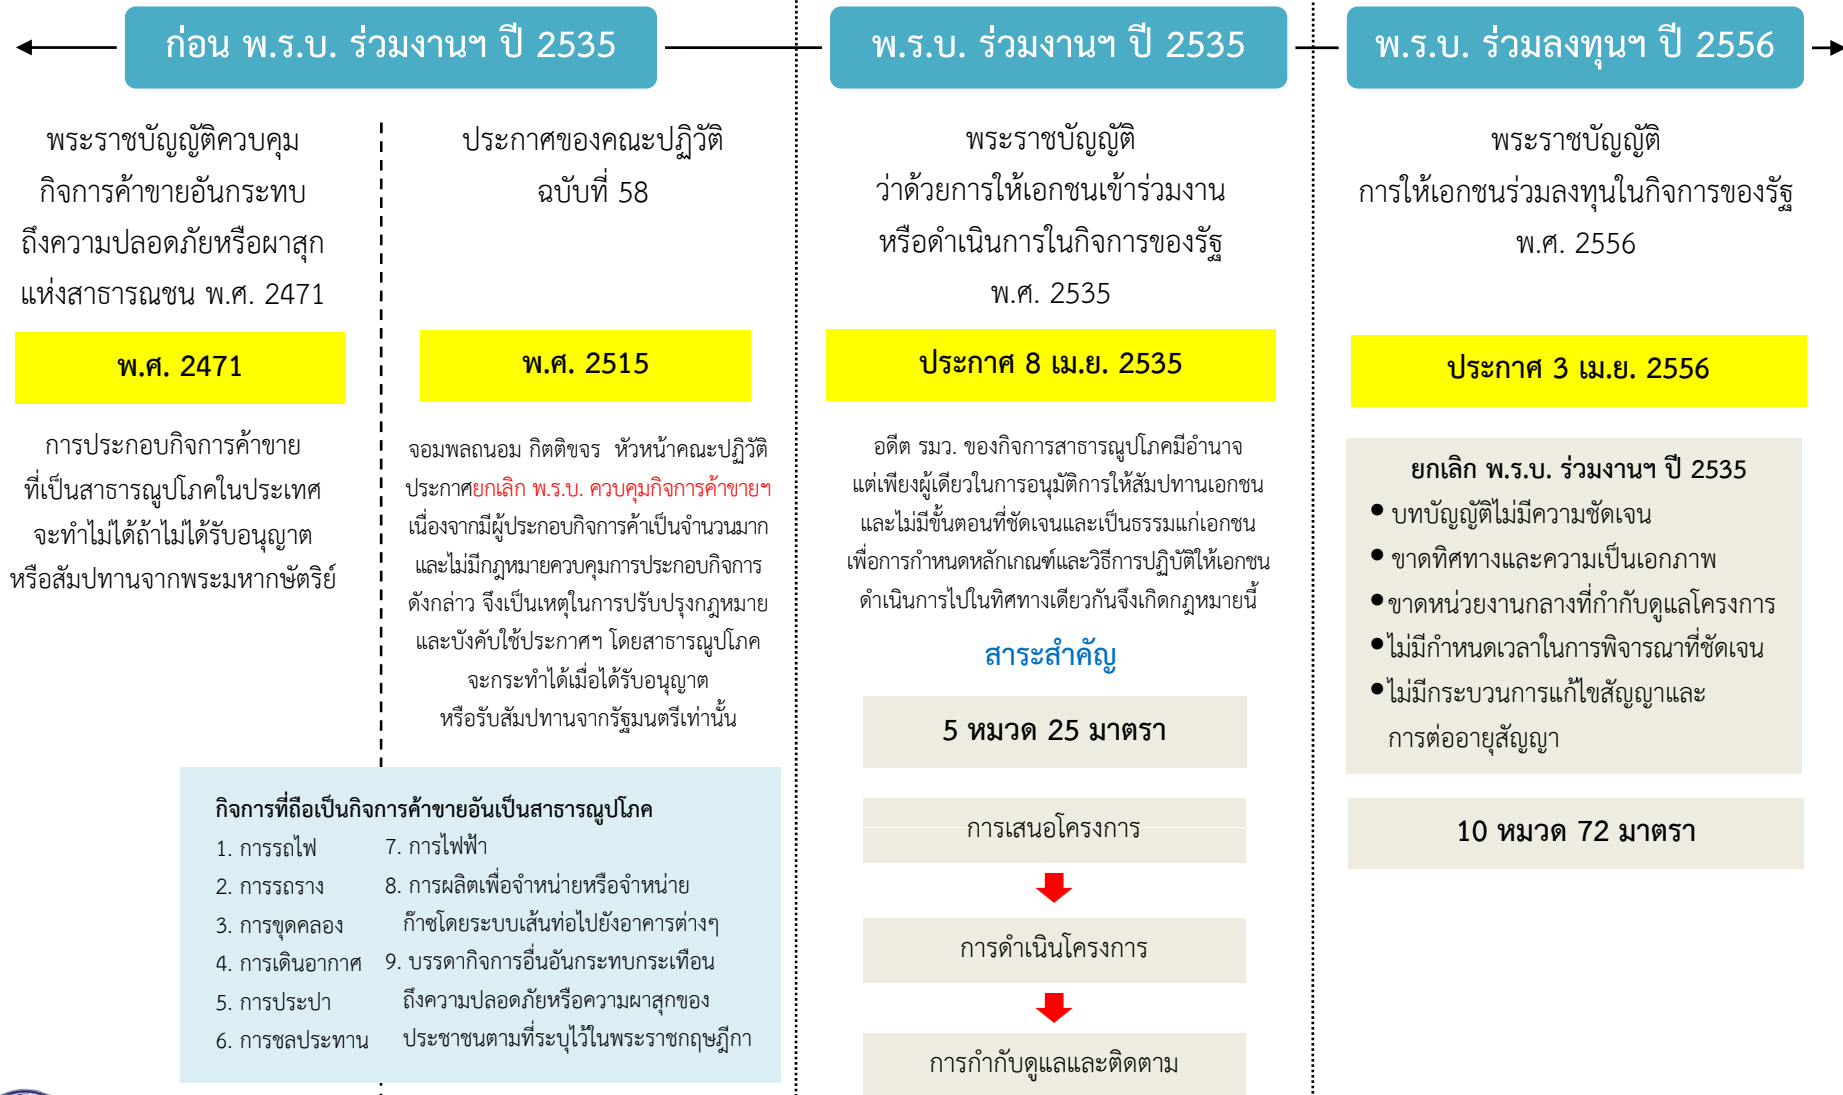 ก่อน พ.ร.บ. ร่วมงานฯ ปี 2535
พ.ร.บ. ร่วมงานฯ ปี 2535
พ.ร.บ. ร่วมลงทุนฯ ปี 2556
พระราชบัญญัติควบคุม
กิจการค้าขายอันกระทบ
ถึงความปลอดภัยหรือผาสุก
แห่งสาธารณชน พ.ศ. 2471
พ.ศ. 2471
การประกอบกิจการค้าขาย
ที่เป็นสาธารณูปโภคในประเทศ
จะทำไม่ได้ถ้าไม่ได้รับอนุญาต
หรือสัมปทานจากพระมหากษัตริย์
ประกาศของคณะปฏิวัติ
ฉบับที่ 58
พ.ศ. 2515
จอมพลถนอม กิตติขจร หัวหน้าคณะปฏิวัติ
ประกาศยกเลิก พ.ร.บ. ควบคุมกิจการค้าขายฯ
เนื่องจากมีผู้ประกอบกิจการค้าเป็นจำนวนมาก
และไม่มีกฎหมายควบคุมการประกอบกิจการ
ดังกล่าว จึงเป็นเหตุในการปรับปรุงกฎหมาย
และบังคับใช้ประกาศฯ โดยสาธารณูปโภค
จะกระทำได้เมื่อได้รับอนุญาต
หรือรับสัมปทานจากรัฐมนตรีเท่านั้น
กิจการที่ถือเป็นกิจการค้าขายอันเป็นสาธารณูปโภค
1. การรถไฟ
2. การรถราง
3. การขุดคลอง
4. การเดินอากาศ
5. การประปา
6. การชลประทาน
7. การไฟฟ้า
8. การผลิตเพื่อจำหน่ายหรือจำหน่าย
ก๊าซโดยระบบเส้นท่อไปยังอาคารต่างๆ
9. บรรดากิจการอื่นอันกระทบกระเทือน
ถึงความปลอดภัยหรือความผาสุกของ
ประชาชนตามที่ระบุไว้ในพระราชกฤษฎีกา
พระราชบัญญัติ
ว่าด้วยการให้เอกชนเข้าร่วมงาน
หรือดำเนินการในกิจการของรัฐ
พ.ศ. 2535
ประกาศ 8 เม.ย. 2535
อดีต รมว. ของกิจการสาธารณูปโภคมีอำนาจ
แต่เพียงผู้เดียวในการอนุมัติการให้สัมปทานเอกชน
และไม่มีขั้นตอนที่ชัดเจนและเป็นธรรมแก่เอกชน
เพื่อการกำหนดหลักเกณฑ์และวิธีการปฏิบัติให้เอกชน
ดำเนินการไปในทิศทางเดียวกันจึงเกิดกฎหมายนี้
สาระสำคัญ
5 หมวด 25 มาตรา
การเสนอโครงการ
การดำเนินโครงการ
การกำกับดูแลและติดตาม
พระราชบัญญัติ
การให้เอกชนร่วมลงทุนในกิจการของรัฐ
พ.ศ. 2556
ประกาศ 3 เม.ย. 2556
ยกเลิก พ.ร.บ. ร่วมงานฯ ปี 2535
• บทบัญญัติไม่มีความชัดเจน
• ขาดทิศทางและความเป็นเอกภาพ
• ขาดหน่วยงานกลางที่กำกับดูแลโครงการ
• ไม่มีกำหนดเวลาในการพิจารณาที่ชัดเจน
• ไม่มีกระบวนการแก้ไขสัญญาและ
การต่ออายุสัญญา
10 หมวด 72 มาตรา